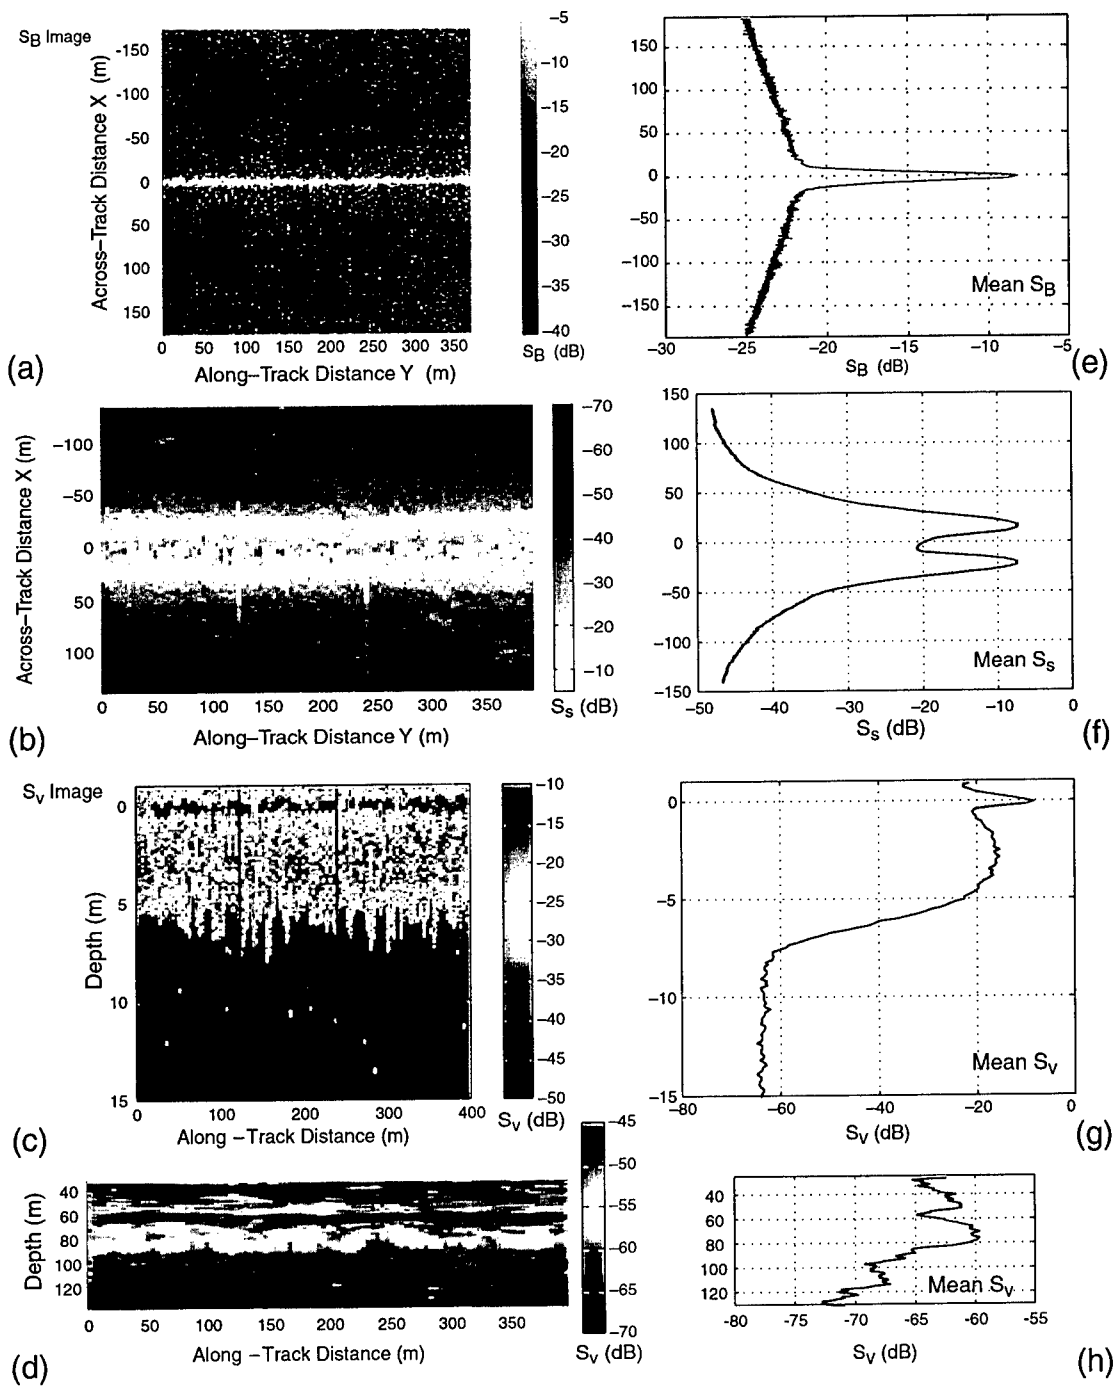 S_B Image
Across–Track Distance X (m)
-150
-100
-50
0
50
100
150
0 50 100 150 200 250 300 350
Along–Track Distance Y (m)
(a)
−5
−10
−15
−20
−25
−30
−35
−40
S_B (dB)
150
100
50
0
−50
−100
−150
Mean S_B
−30 −25 −20 −15 −10 −5
S_B (dB)
(e)
Across–Track Distance X (m)
−100
−50
0
50
100
0 50 100 150 200 250 300 350
Along–Track Distance Y (m)
(b)
−70
−60
−50
−40
−30
−20
−10
S_s (dB)
150
100
50
0
−50
−100
−150
Mean S_s
−50 −40 −30 −20 −10 0
S_s (dB)
(f)
S_v Image
Depth (m)
0
5
10
15
0 100 200 300 400
Along –Track Distance (m)
(c)
−10
−15
−20
−25
−30
−35
−40
−45
−50
S_v (dB)
0
−5
−10
−15
Mean S_v
−80 −60 −40 −20 0
S_v (dB)
(g)
Depth (m)
40
60
80
100
120
0 50 100 150 200 250 300 350
Along –Track Distance (m)
(d)
−45
−50
−55
−60
−65
−70
S_v (dB)
40
60
80
100
120
Mean S_v
-80 -75 -70 -65 -60 -55
S_v (dB)
(h)